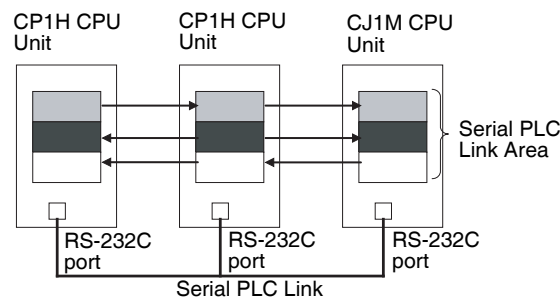 CP1H CPU
Unit
CP1H CPU
Unit
CJ1M CPU
Unit
Serial PLC
Link Area
RS-232C
port
RS-232C
port
RS-232C
port
Serial PLC Link